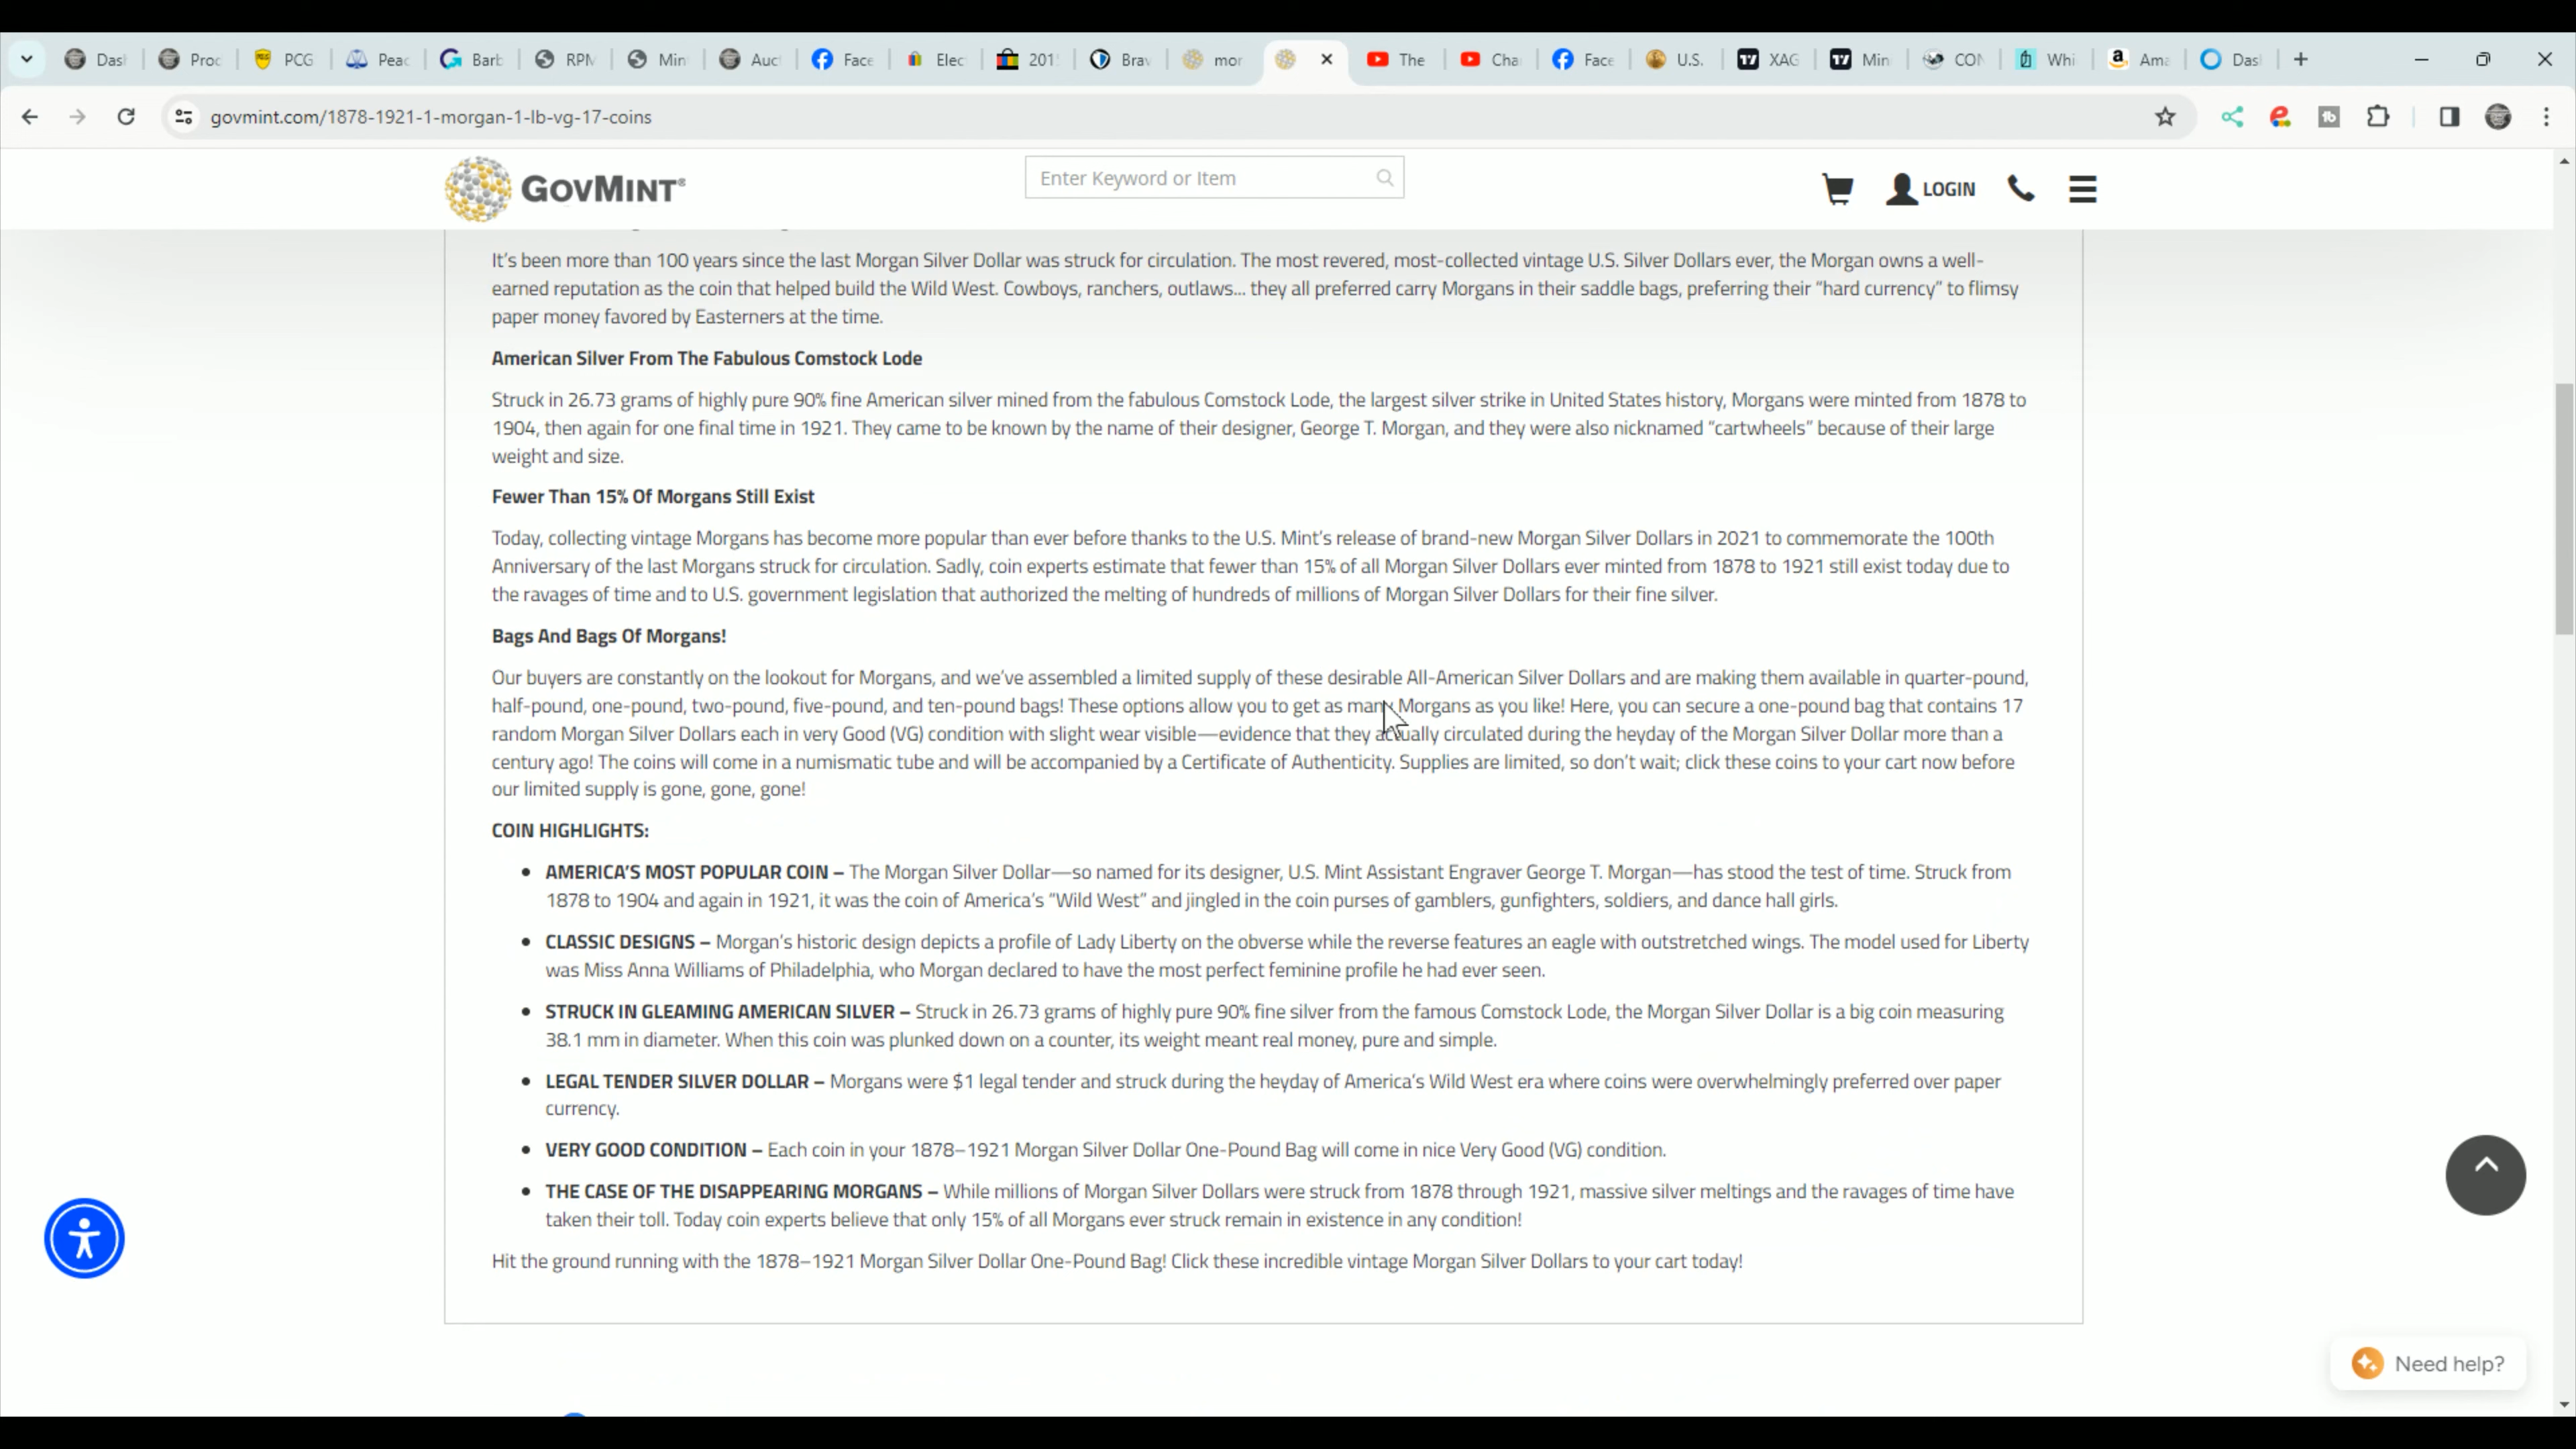 Das
Proc
PCG
Peac
Barb
RPM
Min
Auc
Face
Elec
201
Brav
mor
The
Cha
Face
U.S.
XAG
Min
CON
Whi
Ama
Das
govmint.com/1878-1921-1-morgan-1-lb-vg-17-coins
GOVMINT®
Enter Keyword or Item
LOGIN
It's been more than 100 years since the last Morgan Silver Dollar was struck for circulation. The most revered, most-collected vintage U.S. Silver Dollars ever, the Morgan owns a well-
earned reputation as the coin that helped build the Wild West. Cowboys, ranchers, outlaws... they all preferred carry Morgans in their saddle bags, preferring their "hard currency" to flimsy
paper money favored by Easterners at the time.
American Silver From The Fabulous Comstock Lode
Struck in 26.73 grams of highly pure 90% fine American silver mined from the fabulous Comstock Lode, the largest silver strike in United States history, Morgans were minted from 1878 to
1904, then again for one final time in 1921. They came to be known by the name of their designer, George T. Morgan, and they were also nicknamed "cartwheels" because of their large
weight and size.
Fewer Than 15% Of Morgans Still Exist
Today, collecting vintage Morgans has become more popular than ever before thanks to the U.S. Mint's release of brand-new Morgan Silver Dollars in 2021 to commemorate the 100th
Anniversary of the last Morgans struck for circulation. Sadly, coin experts estimate that fewer than 15% of all Morgan Silver Dollars ever minted from 1878 to 1921 still exist today due to
the ravages of time and to U.S. government legislation that authorized the melting of hundreds of millions of Morgan Silver Dollars for their fine silver.
Bags And Bags Of Morgans!
Our buyers are constantly on the lookout for Morgans, and we've assembled a limited supply of these desirable All-American Silver Dollars and are making them available in quarter-pound,
half-pound, one-pound, two-pound, five-pound, and ten-pound bags! These options allow you to get as many Morgans as you like! Here, you can secure a one-pound bag that contains 17
random Morgan Silver Dollars each in very Good (VG) condition with slight wear visible—evidence that they actually circulated during the heyday of the Morgan Silver Dollar more than a
century ago! The coins will come in a numismatic tube and will be accompanied by a Certificate of Authenticity. Supplies are limited, so don't wait; click these coins to your cart now before
our limited supply is gone, gone, gone!
COIN HIGHLIGHTS:
• AMERICA'S MOST POPULAR COIN – The Morgan Silver Dollar—so named for its designer, U.S. Mint Assistant Engraver George T. Morgan—has stood the test of time. Struck from
1878 to 1904 and again in 1921, it was the coin of America's "Wild West" and jingled in the coin purses of gamblers, gunfighters, soldiers, and dance hall girls.
• CLASSIC DESIGNS – Morgan's historic design depicts a profile of Lady Liberty on the obverse while the reverse features an eagle with outstretched wings. The model used for Liberty
was Miss Anna Williams of Philadelphia, who Morgan declared to have the most perfect feminine profile he had ever seen.
• STRUCK IN GLEAMING AMERICAN SILVER – Struck in 26.73 grams of highly pure 90% fine silver from the famous Comstock Lode, the Morgan Silver Dollar is a big coin measuring
38.1 mm in diameter. When this coin was plunked down on a counter, its weight meant real money, pure and simple.
• LEGAL TENDER SILVER DOLLAR – Morgans were $1 legal tender and struck during the heyday of America's Wild West era where coins were overwhelmingly preferred over paper
currency.
• VERY GOOD CONDITION – Each coin in your 1878–1921 Morgan Silver Dollar One-Pound Bag will come in nice Very Good (VG) condition.
• THE CASE OF THE DISAPPEARING MORGANS – While millions of Morgan Silver Dollars were struck from 1878 through 1921, massive silver meltings and the ravages of time have
taken their toll. Today coin experts believe that only 15% of all Morgans ever struck remain in existence in any condition!
Hit the ground running with the 1878–1921 Morgan Silver Dollar One-Pound Bag! Click these incredible vintage Morgan Silver Dollars to your cart today!
Need help?